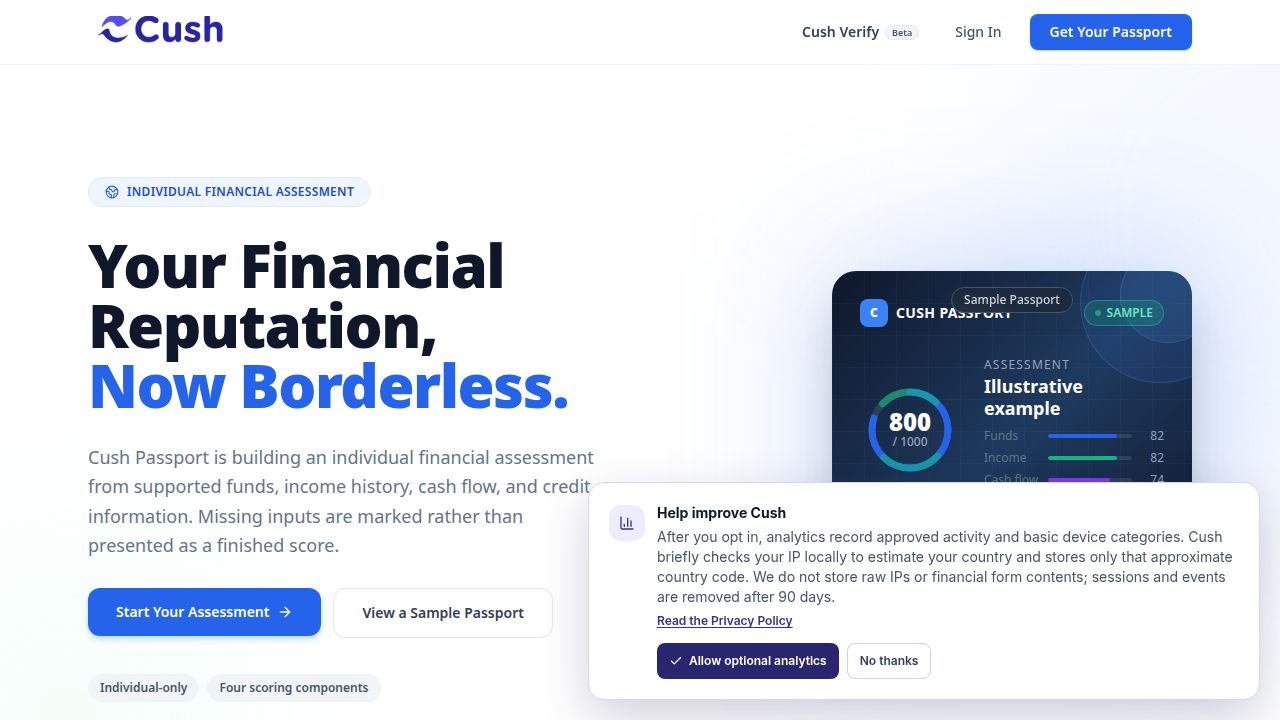 Cush
Cush Verify Beta
Sign In
Get Your Passport
INDIVIDUAL FINANCIAL ASSESSMENT
Your Financial
Reputation,
Now Borderless.
Cush Passport is building an individual financial assessment
from supported funds, income history, cash flow, and credit
information. Missing inputs are marked rather than
presented as a finished score.
Start Your Assessment
View a Sample Passport
Individual-only
Four scoring components
Sample Passport
C
CUSH PASSPORT
SAMPLE
ASSESSMENT
Illustrative
example
800
/ 1000
Funds 82
Income 82
Cash flow 74
Help improve Cush
After you opt in, analytics record approved activity and basic device categories. Cush
briefly checks your IP locally to estimate your country and stores only that approximate
country code. We do not store raw IPs or financial form contents; sessions and events
are removed after 90 days.
Read the Privacy Policy
Allow optional analytics
No thanks